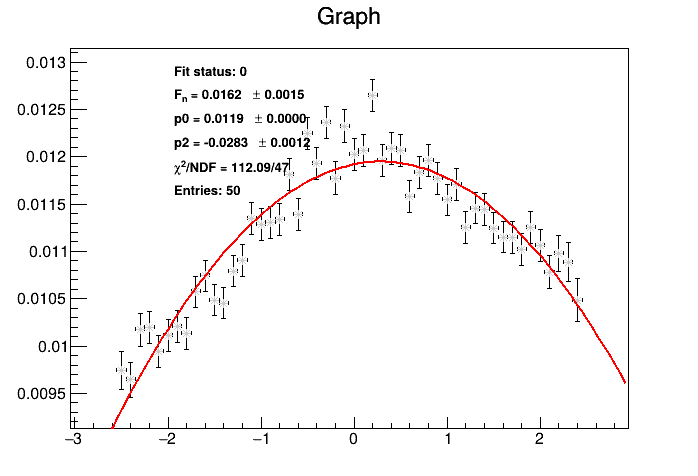 Graph
0.013
0.0125
0.012
0.0115
0.011
0.0105
0.01
0.0095
Fit status: 0
Fn = 0.0162 ± 0.0015
p0 = 0.0119 ± 0.0000
p2 = -0.0283 ± 0.0012
χ²/NDF = 112.09/47
Entries: 50
−3 −2 −1 0 1 2